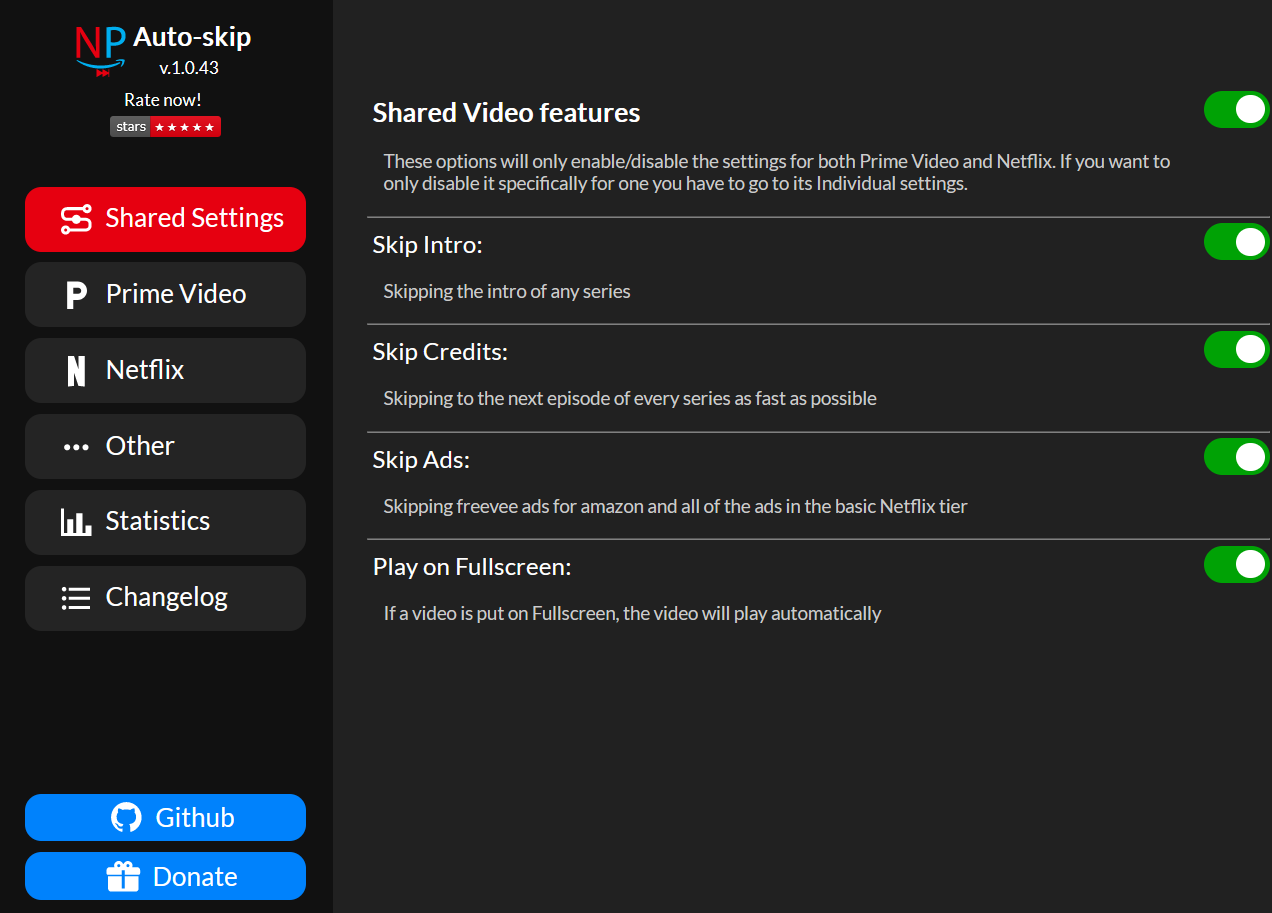 NP Auto-skip
v.1.0.43
Rate now!
stars ★★★★★
Shared Settings
Prime Video
Netflix
Other
Statistics
Changelog
Github
Donate
Shared Video features
These options will only enable/disable the settings for both Prime Video and Netflix. If you want to
only disable it specifically for one you have to go to its Individual settings.
Skip Intro:
Skipping the intro of any series
Skip Credits:
Skipping to the next episode of every series as fast as possible
Skip Ads:
Skipping freevee ads for amazon and all of the ads in the basic Netflix tier
Play on Fullscreen:
If a video is put on Fullscreen, the video will play automatically